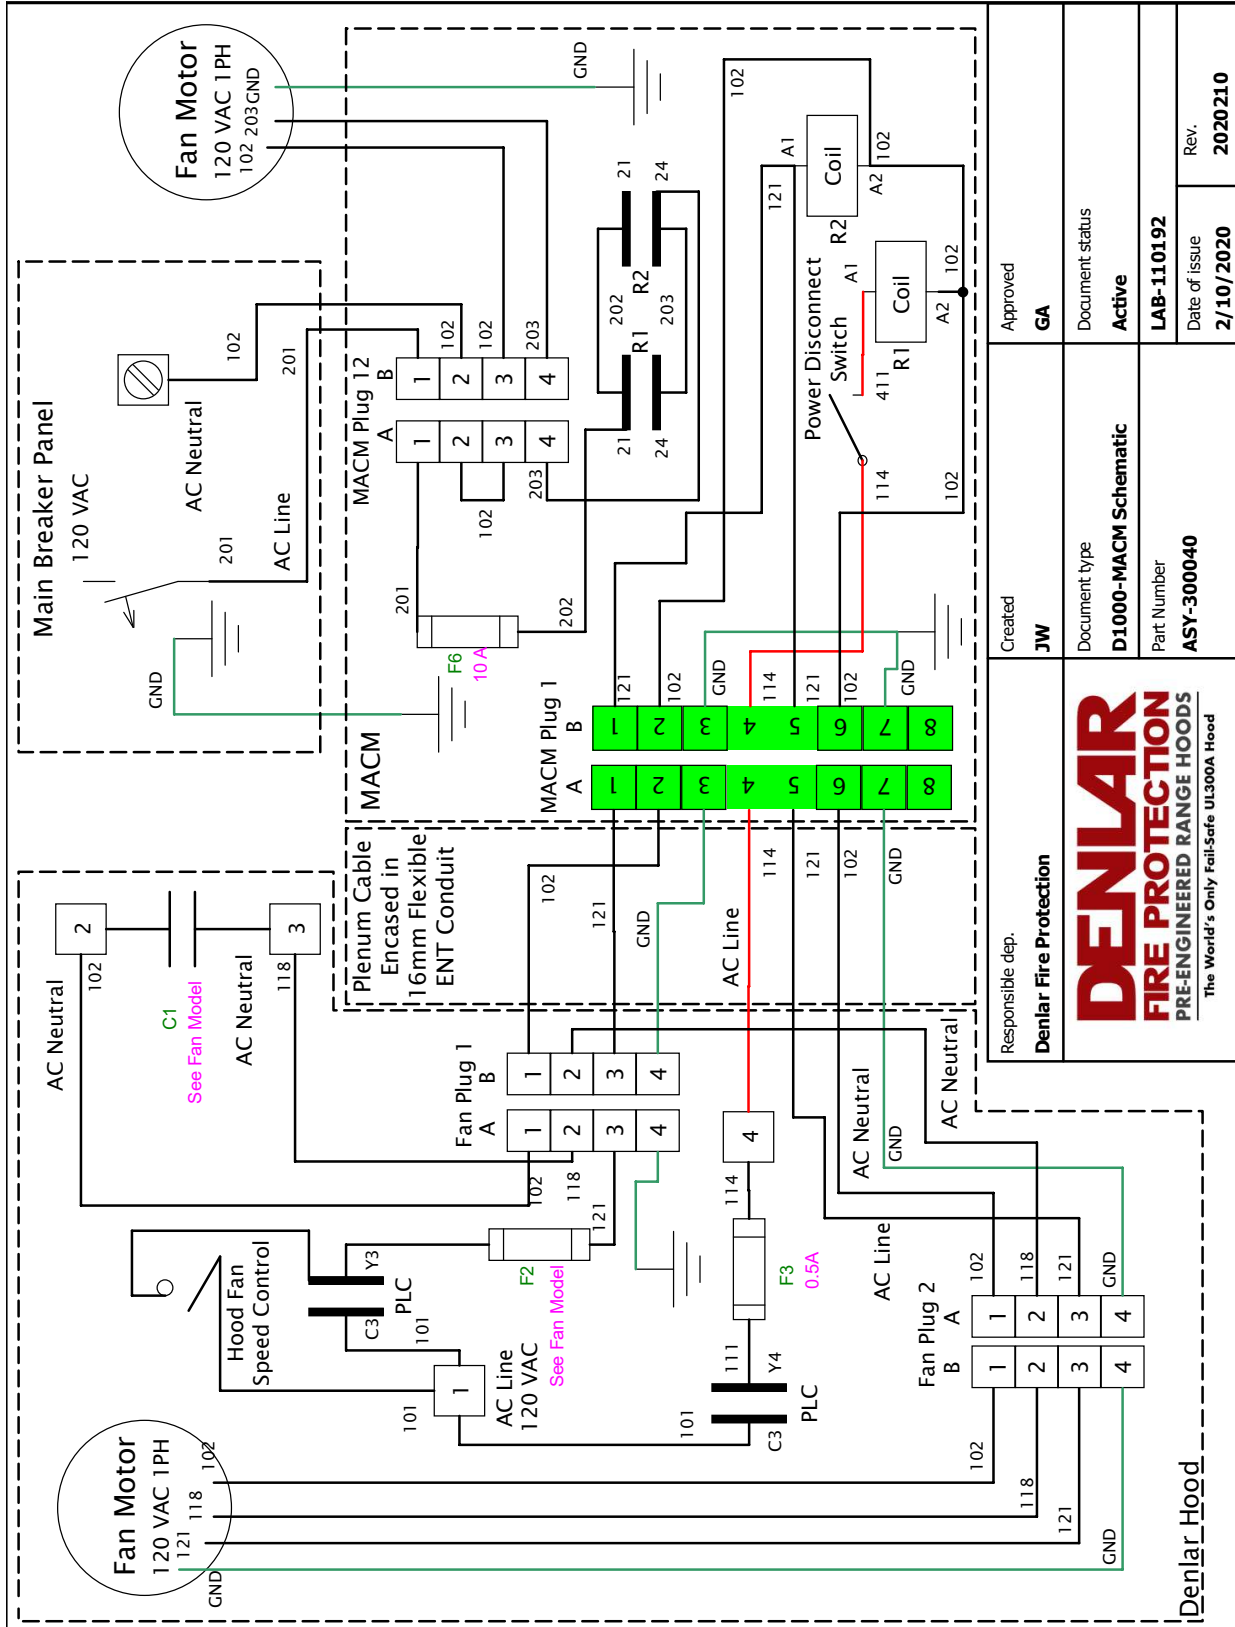 Main Breaker Panel
120 VAC
AC Neutral
102
AC Line
201
201
GND
Fan Motor
120 VAC 1PH
102
203
GND
GND
MACM
MACM Plug 12
A
B
1
2
3
4
1
2
3
4
201
102
203
102
102
203
F6
10 A
202
21
24
R1
202
203
R2
21
24
Power Disconnect
Switch
114
411
A1
Coil
A2
R1
102
A1
Coil
A2
R2
102
121
102
102
MACM Plug 1
A
B
1
2
3
4
5
6
7
8
1
2
3
4
5
6
7
8
121
102
GND
114
121
102
GND
Plenum Cable
Encased in
16mm Flexible
ENT Conduit
102
121
GND
AC Line
114
121
102
GND
AC Neutral
102
2
C1
See Fan Model
3
118
AC Neutral
Fan Plug 1
A
B
1
2
3
4
1
2
3
4
102
118
121
Hood Fan
Speed Control
C3
Y3
PLC
101
F2
See Fan Model
1
101
AC Line
120 VAC
101
C3
Y4
PLC
111
F3
0.5A
114
4
AC Line
AC Neutral
GND
AC Neutral
Fan Plug 2
B
A
1
2
3
4
1
2
3
4
102
118
121
GND
102
118
121
GND
Fan Motor
120 VAC 1PH
121
118
102
GND
Denlar Hood
Responsible dep.
Denlar Fire Protection
Created
JW
Approved
GA
Document type
D1000-MACM Schematic
Document status
Active
Part Number
ASY-300040
LAB-110192
Date of issue
2/10/2020
Rev.
2020210
DENLAR
FIRE PROTECTION
PRE-ENGINEERED RANGE HOODS
The World's Only Fail-Safe UL300A Hood